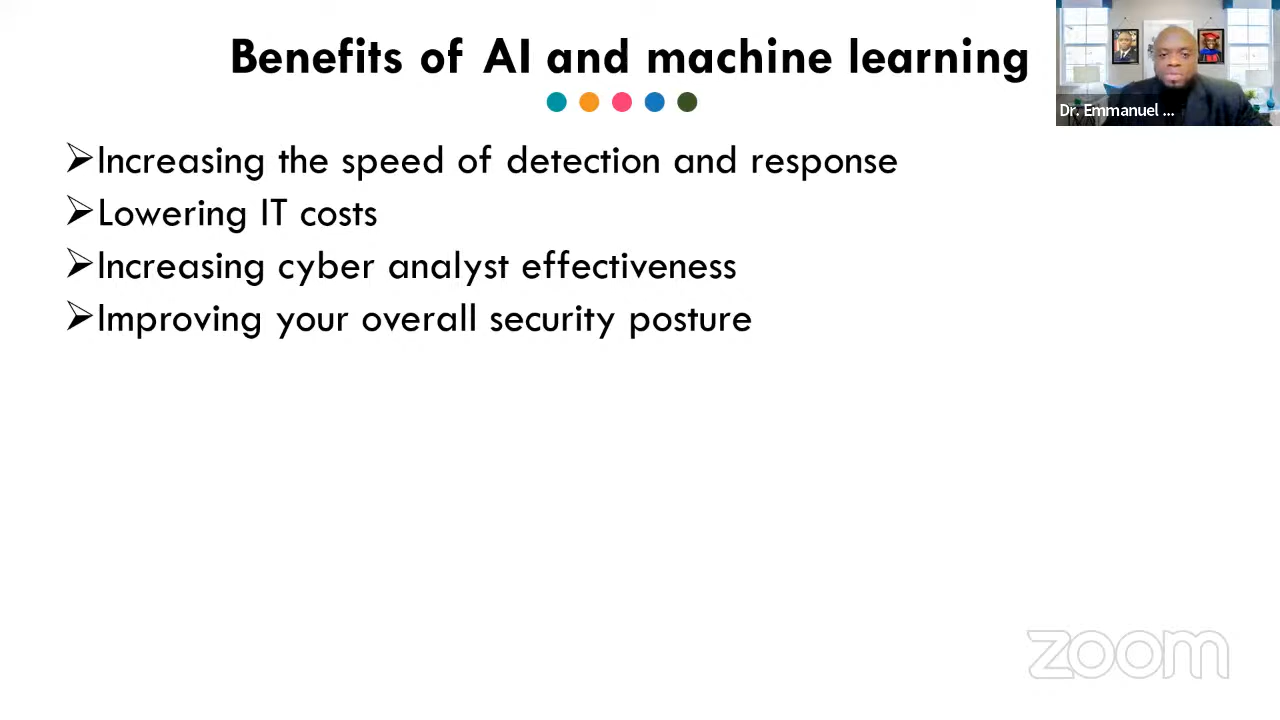 Benefits of AI and machine learning
Dr. Emmanuel ...
➢Increasing the speed of detection and response
➢Lowering IT costs
➢Increasing cyber analyst effectiveness
➢Improving your overall security posture
zoom